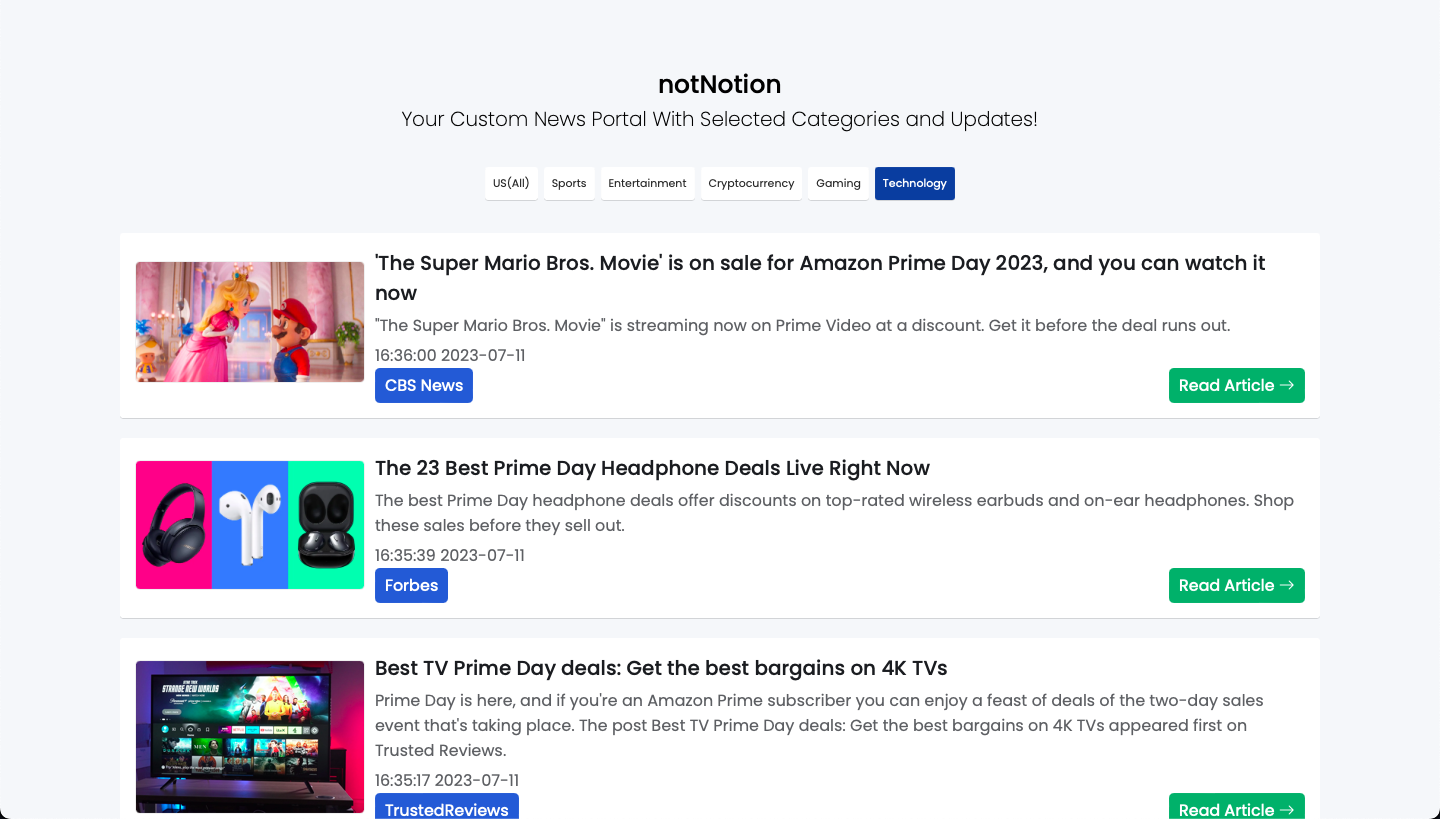 notNotion
Your Custom News Portal With Selected Categories and Updates!
US(All) Sports Entertainment Cryptocurrency Gaming Technology
'The Super Mario Bros. Movie' is on sale for Amazon Prime Day 2023, and you can watch it
now
"The Super Mario Bros. Movie" is streaming now on Prime Video at a discount. Get it before the deal runs out.
16:36:00 2023-07-11
CBS News
Read Article →
The 23 Best Prime Day Headphone Deals Live Right Now
The best Prime Day headphone deals offer discounts on top-rated wireless earbuds and on-ear headphones. Shop
these sales before they sell out.
16:35:39 2023-07-11
Forbes
Read Article →
STRANGE NEW WORLDS
Best TV Prime Day deals: Get the best bargains on 4K TVs
Prime Day is here, and if you're an Amazon Prime subscriber you can enjoy a feast of deals of the two-day sales
event that's taking place. The post Best TV Prime Day deals: Get the best bargains on 4K TVs appeared first on
Trusted Reviews.
16:35:17 2023-07-11
TrustedReviews
Read Article →